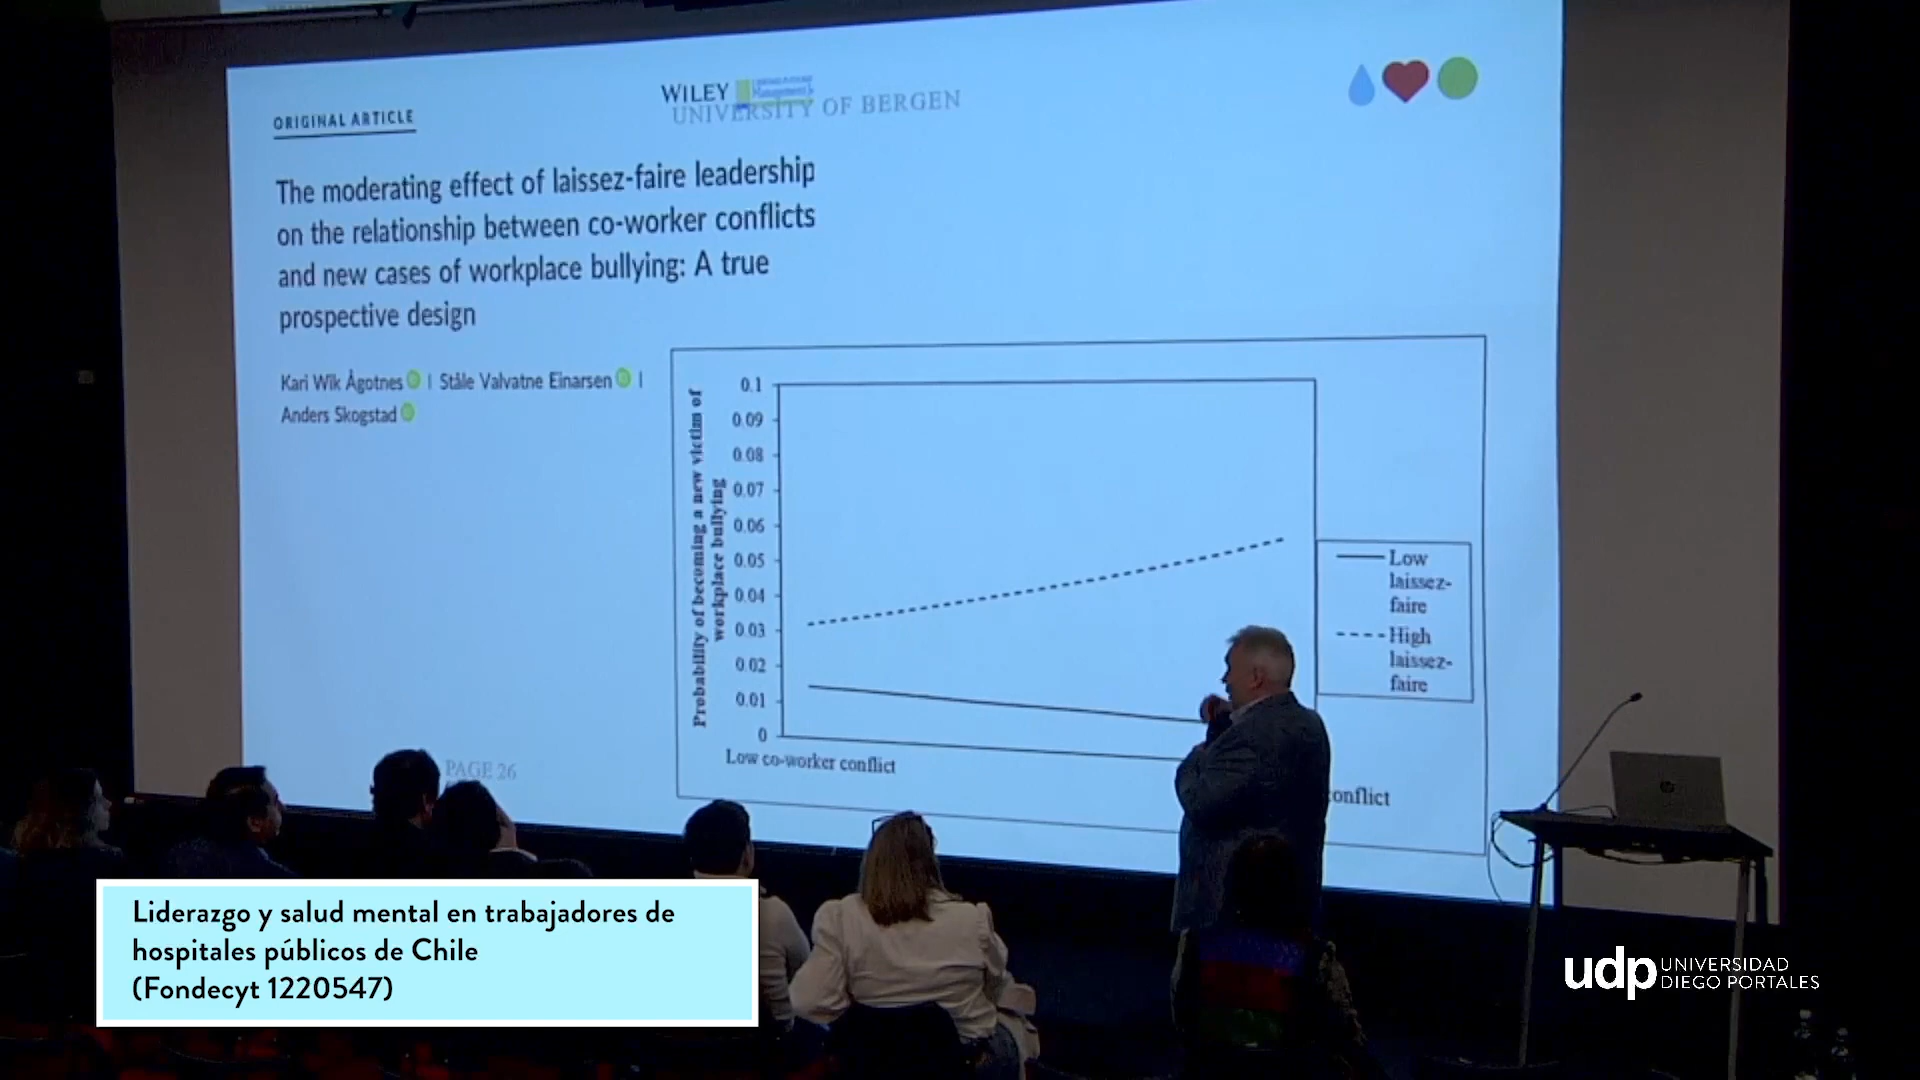 ORIGINAL ARTICLE
WILEY
UNIVERSITY OF BERGEN
The moderating effect of laissez-faire leadership
on the relationship between co-worker conflicts
and new cases of workplace bullying: A true
prospective design
Kari Wik Ågotnes | Ståle Valvatne Einarsen |
Anders Skogstad
Probability of becoming a new victim of
workplace bullying
0.1
0.09
0.08
0.07
0.06
0.05
0.04
0.03
0.02
0.01
0
Low co-worker conflict
conflict
Low
laissez-
faire
High
laissez-
faire
PAGE 26
hp
Liderazgo y salud mental en trabajadores de
hospitales públicos de Chile
(Fondecyt 1220547)
udp UNIVERSIDAD
DIEGO PORTALES